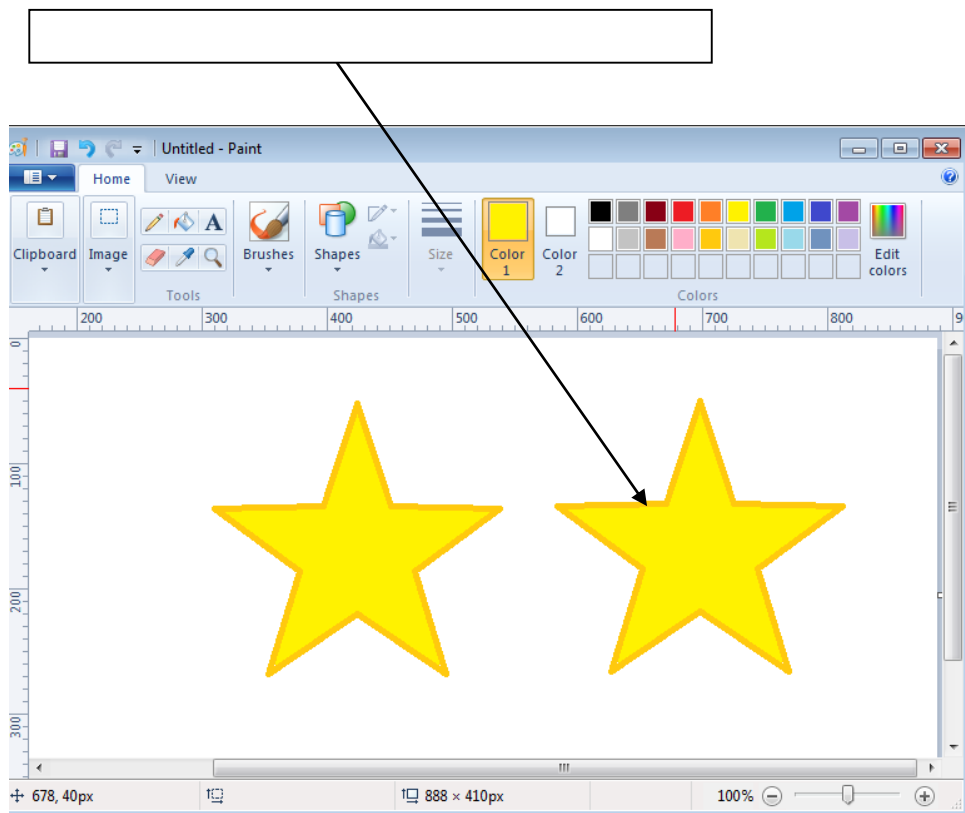 Untitled - Paint
Home View
Clipboard Image A Brushes Shapes Size Color 1 Color 2 Edit colors
Tools Shapes Colors
200 300 400 500 600 700 800 9
0
100
200
300
678, 40px 888 × 410px 100%